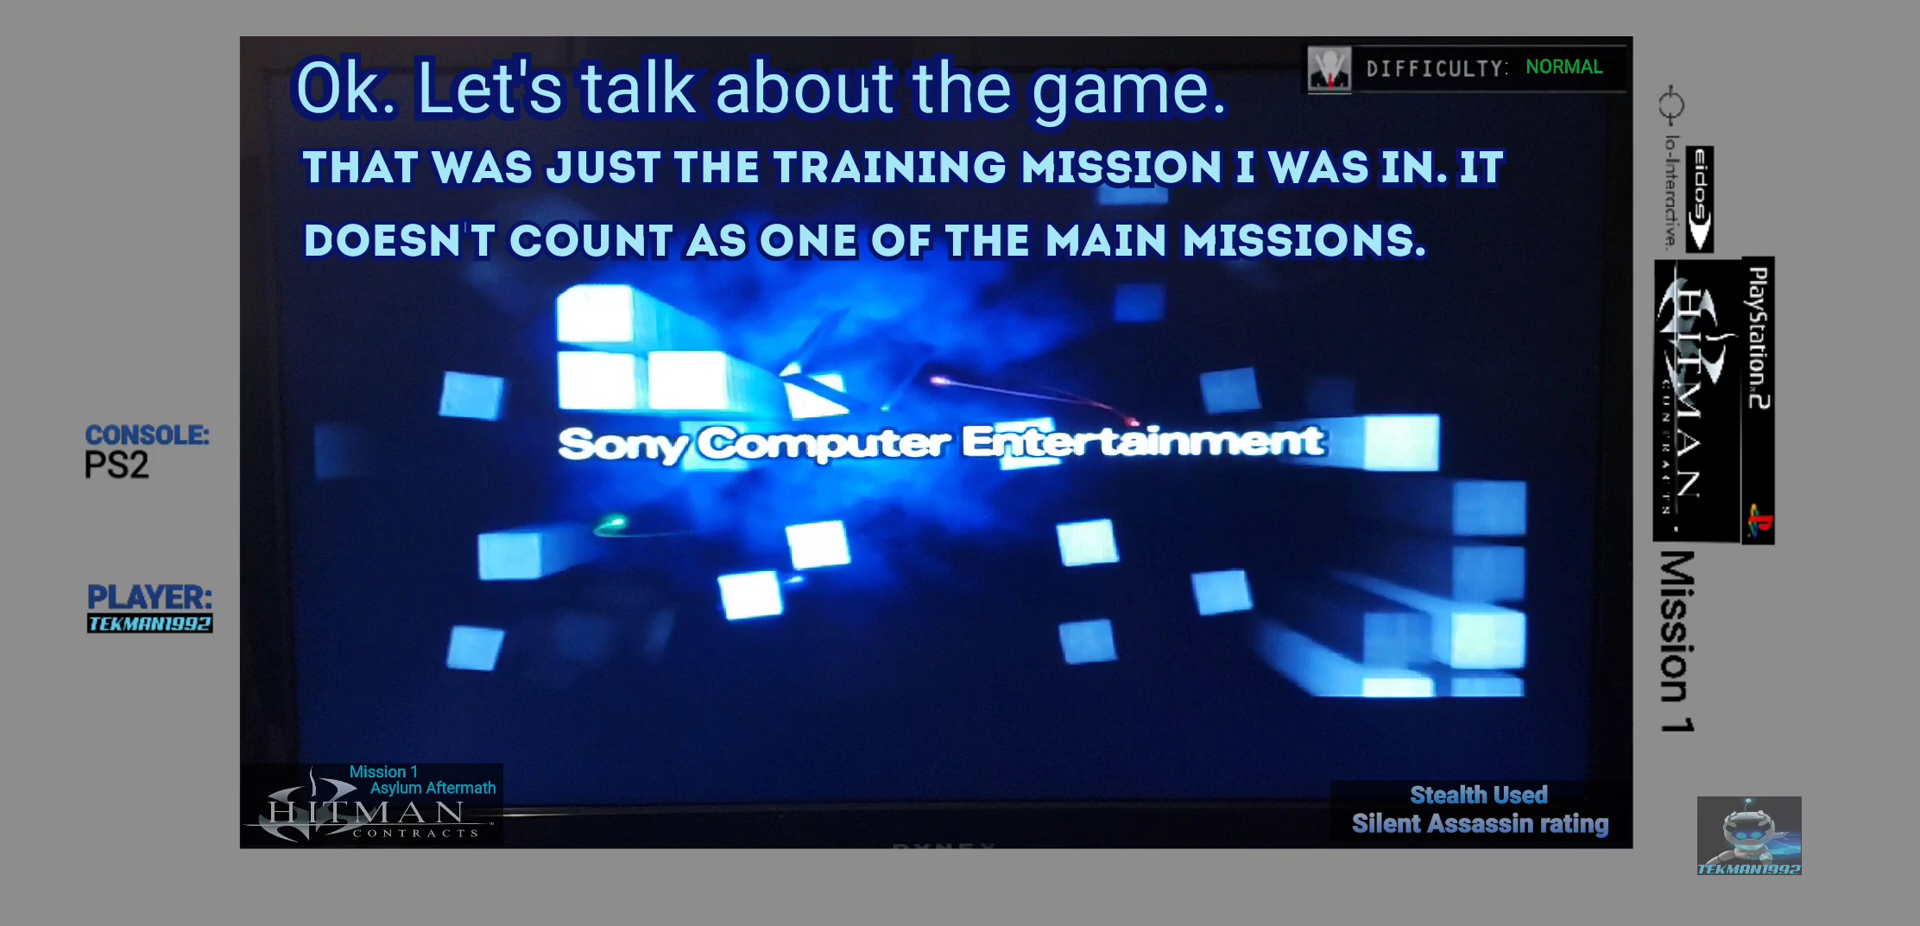 Ok. Let's talk about the game.
THAT WAS JUST THE TRAINING MISSION I WAS IN. IT
DOESN'T COUNT AS ONE OF THE MAIN MISSIONS.
DIFFICULTY: NORMAL
Sony Computer Entertainment
CONSOLE:
PS2
PLAYER:
TEKMAN1992
Io-Interactive.
eidos
PlayStation.2
HITMAN
CONTRACTS
Mission 1
Mission 1
Asylum Aftermath
HITMAN
CONTRACTS
Stealth Used
Silent Assassin rating
DYNEX
TEKMAN1992